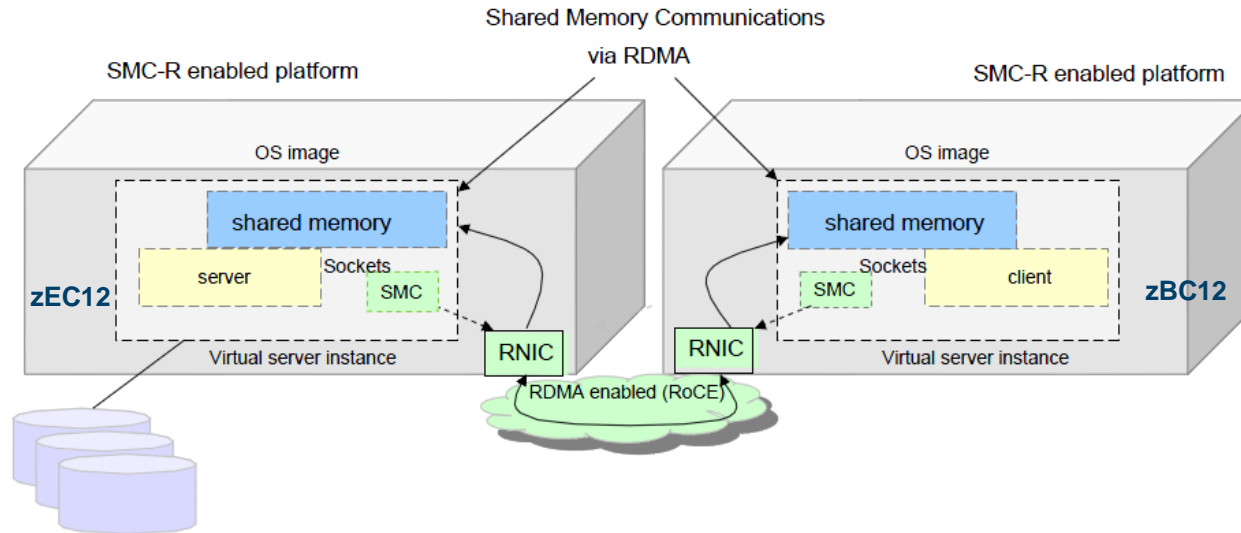 Shared Memory Communications
via RDMA
SMC-R enabled platform
SMC-R enabled platform
OS image
OS image
shared memory
shared memory
server
Sockets
Sockets
client
SMC
SMC
zEC12
zBC12
RNIC
RNIC
Virtual server instance
Virtual server instance
RDMA enabled (RoCE)